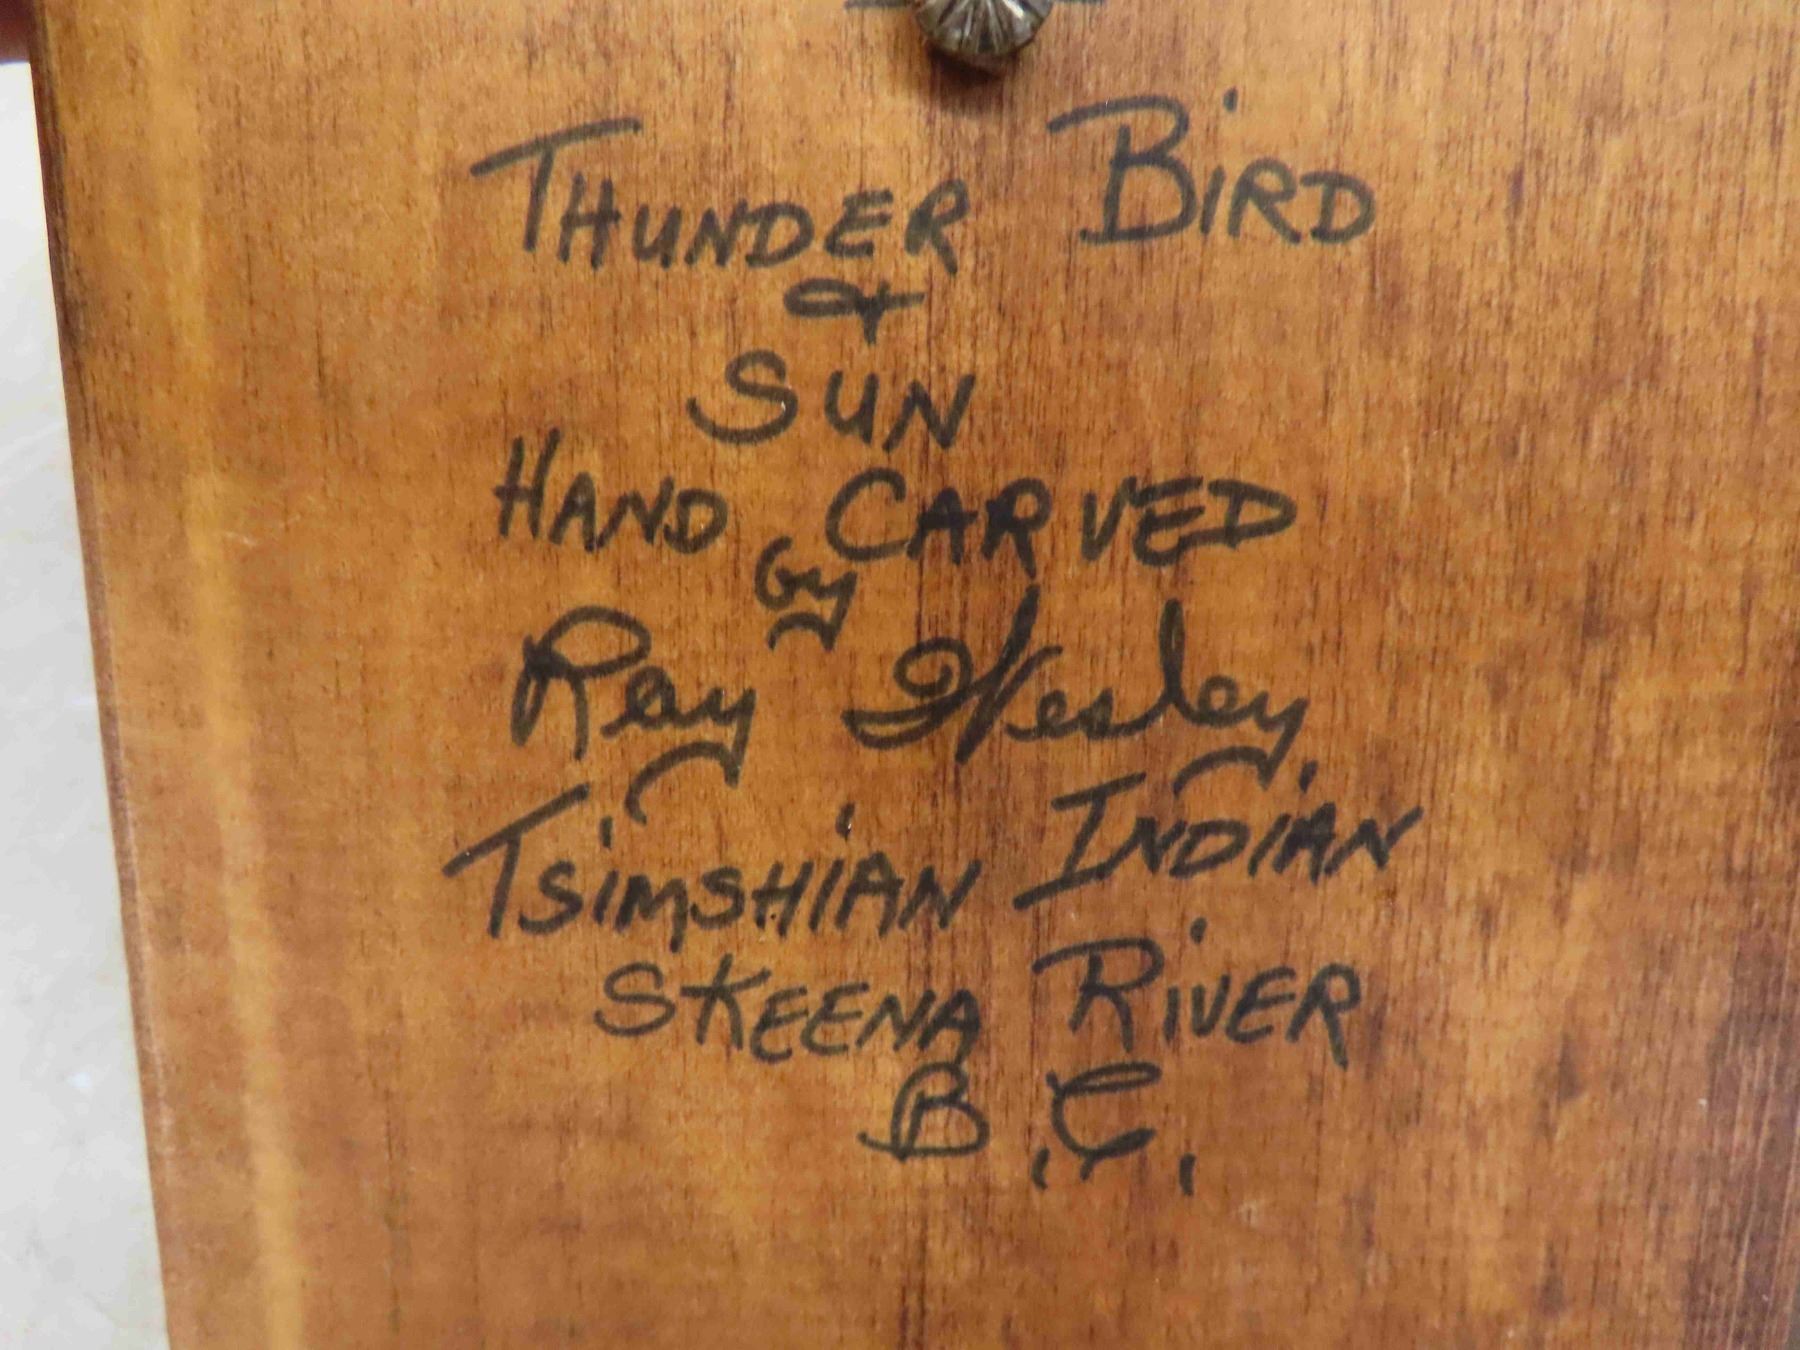 THUNDER BIRD
&
SUN
HAND CARVED
by
Ray Wesley,
TSIMSHIAN INDIAN
SKEENA RIVER
B.C.